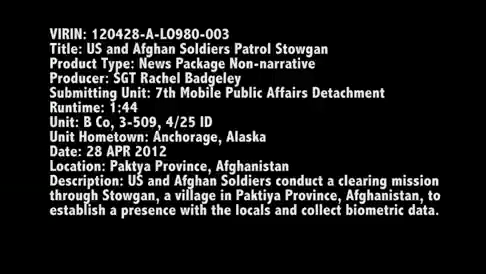 VIRIN: 120428-A-LO980-003
Title: US and Afghan Soldiers Patrol Stowgan
Product Type: News Package Non-narrative
Producer: SGT Rachel Badgeley
Submitting Unit: 7th Mobile Public Affairs Detachment
Runtime: 1:44
Unit: B Co, 3-509, 4/25 ID
Unit Hometown: Anchorage, Alaska
Date: 28 APR 2012
Location: Paktya Province, Afghanistan
Description: US and Afghan Soldiers conduct a clearing mission
through Stowgan, a village in Paktiya Province, Afghanistan, to
establish a presence with the locals and collect biometric data.